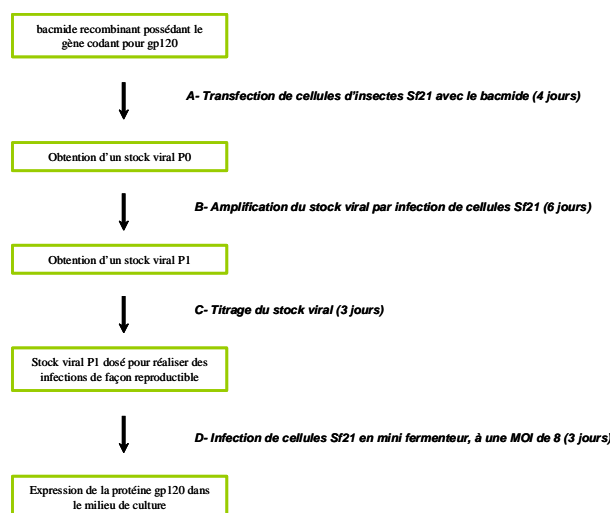 bacmide recombinant possédant le
gène codant pour gp120
A- Transfection de cellules d'insectes Sf21 avec le bacmide (4 jours)
Obtention d'un stock viral P0
B- Amplification du stock viral par infection de cellules Sf21 (6 jours)
Obtention d'un stock viral P1
C- Titrage du stock viral (3 jours)
Stock viral P1 dosé pour réaliser des
infections de façon reproductible
D- Infection de cellules Sf21 en mini fermenteur, à une MOI de 8 (3 jours)
Expression de la protéine gp120 dans
le milieu de culture